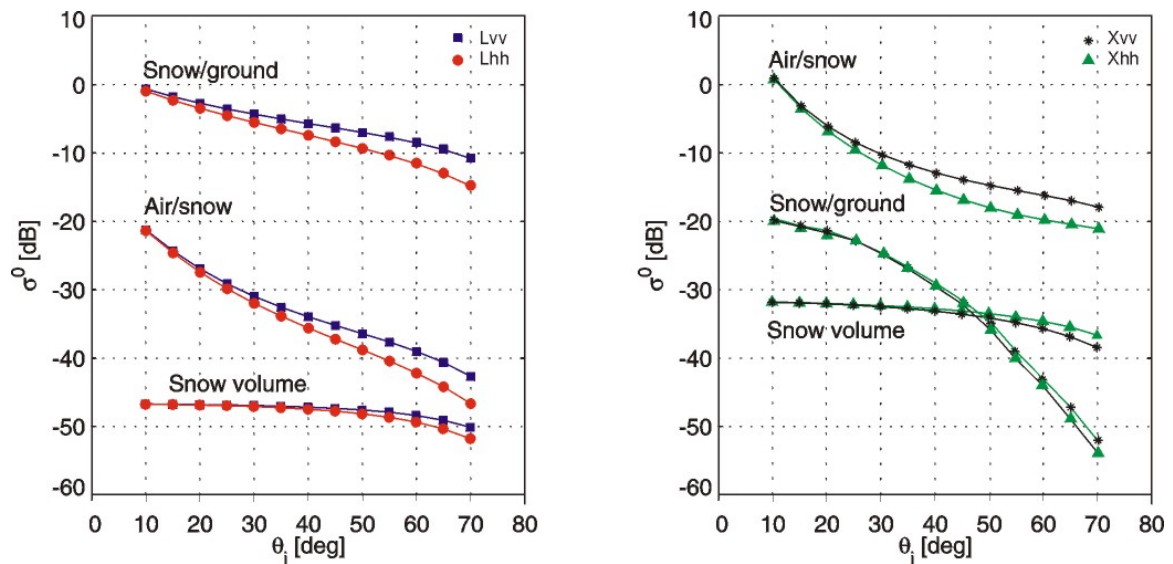 10
0
-10
-20
-30
-40
-50
-60
σ⁰ [dB]
0 10 20 30 40 50 60 70 80
θi [deg]
Lvv
Lhh
Snow/ground
Air/snow
Snow volume
10
0
-10
-20
-30
-40
-50
-60
σ⁰ [dB]
0 10 20 30 40 50 60 70 80
θi [deg]
Xvv
Xhh
Air/snow
Snow/ground
Snow volume